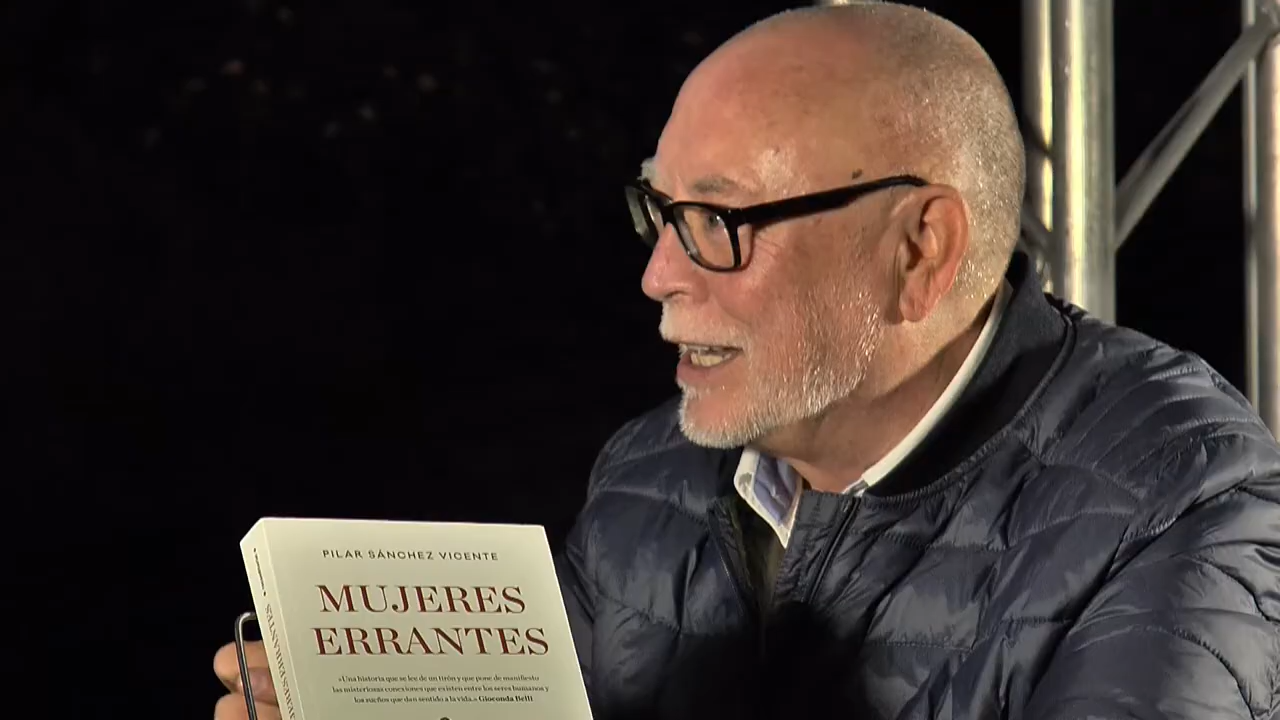 PILAR SÁNCHEZ VICENTE
MUJERES
ERRANTES
«Una historia que se lee de un tirón y que pone de manifiesto
las misteriosas conexiones que existen entre los seres humanos y
los sueños que dan sentido a la vida.» Gioconda Belli